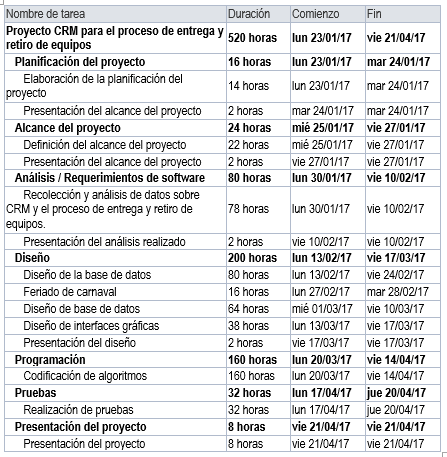 Nombre de tarea Duración Comienzo Fin
Proyecto CRM para el proceso de entrega y
retiro de equipos 520 horas lun 23/01/17 vie 21/04/17
Planificación del proyecto 16 horas lun 23/01/17 mar 24/01/17
Elaboración de la planificación del
proyecto 14 horas lun 23/01/17 mar 24/01/17
Presentación del alcance del proyecto 2 horas mar 24/01/17 mar 24/01/17
Alcance del proyecto 24 horas mié 25/01/17 vie 27/01/17
Definición del alcance del proyecto 22 horas mié 25/01/17 vie 27/01/17
Presentación del alcance del proyecto 2 horas vie 27/01/17 vie 27/01/17
Análisis / Requerimientos de software 80 horas lun 30/01/17 vie 10/02/17
Recolección y análisis de datos sobre
CRM y el proceso de entrega y retiro de
equipos. 78 horas lun 30/01/17 vie 10/02/17
Presentación del análisis realizado 2 horas vie 10/02/17 vie 10/02/17
Diseño 200 horas lun 13/02/17 vie 17/03/17
Diseño de la base de datos 80 horas lun 13/02/17 vie 24/02/17
Feriado de carnaval 16 horas lun 27/02/17 mar 28/02/17
Diseño de base de datos 64 horas mié 01/03/17 vie 10/03/17
Diseño de interfaces gráficas 38 horas lun 13/03/17 vie 17/03/17
Presentación del diseño 2 horas vie 17/03/17 vie 17/03/17
Programación 160 horas lun 20/03/17 vie 14/04/17
Codificación de algoritmos 160 horas lun 20/03/17 vie 14/04/17
Pruebas 32 horas lun 17/04/17 jue 20/04/17
Realización de pruebas 32 horas lun 17/04/17 jue 20/04/17
Presentación del proyecto 8 horas vie 21/04/17 vie 21/04/17
Presentación del proyecto 8 horas vie 21/04/17 vie 21/04/17